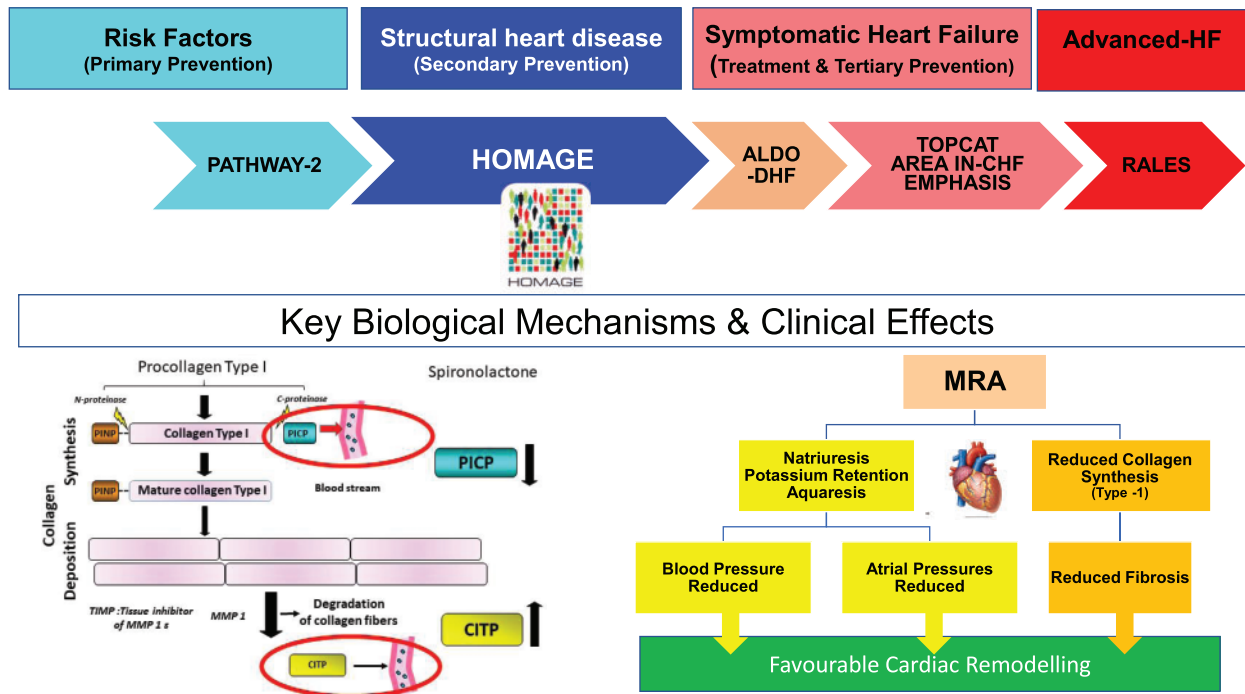 Risk Factors
(Primary Prevention)
Structural heart disease
(Secondary Prevention)
Symptomatic Heart Failure
(Treatment & Tertiary Prevention)
Advanced-HF
PATHWAY-2
HOMAGE
ALDO
-DHF
TOPCAT
AREA IN-CHF
EMPHASIS
RALES
HOMAGE
Key Biological Mechanisms & Clinical Effects
Procollagen Type I
Spironolactone
N-proteinase
C-proteinase
PINP
Collagen Type I
PICP
PICP
Blood stream
PINP
Mature collagen Type I
Collagen
Synthesis
Deposition
TIMP :Tissue inhibitor
of MMP 1 s
MMP 1
Degradation
of collagen fibers
CITP
CITP
MRA
Natriuresis
Potassium Retention
Aquaresis
Reduced Collagen
Synthesis
(Type -1)
Blood Pressure
Reduced
Atrial Pressures
Reduced
Reduced Fibrosis
Favourable Cardiac Remodelling